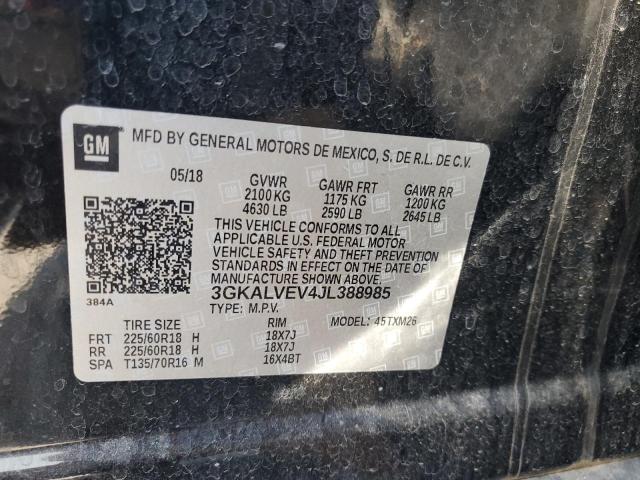 GM
MFD BY GENERAL MOTORS DE MEXICO, S. DE R.L. DE C.V.
05/18 GVWR GAWR FRT GAWR RR
2100 KG 1175 KG 1200 KG
4630 LB 2590 LB 2645 LB
THIS VEHICLE CONFORMS TO ALL
APPLICABLE U.S. FEDERAL MOTOR
VEHICLE SAFETY AND THEFT PREVENTION
STANDARDS IN EFFECT ON THE DATE OF
MANUFACTURE SHOWN ABOVE.
384A
3GKALVEV4JL388985
TYPE: M.P.V. MODEL: 45TXM26
TIRE SIZE RIM
FRT 225/60R18 H 18X7J
RR 225/60R18 H 18X7J
SPA T135/70R16 M 16X4BT